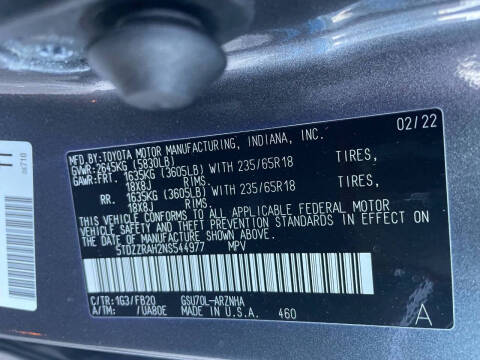 MFD.BY:TOYOTA MOTOR MANUFACTURING, INDIANA, INC. 02/22
GVWR:2645KG (5830LB)
GAWR:FRT. 1635KG (3605LB) WITH 235/65R18 TIRES,
18X8J RIMS.
RR. 1635KG (3605LB) WITH 235/65R18 TIRES,
18X8J RIMS.
THIS VEHICLE CONFORMS TO ALL APPLICABLE FEDERAL MOTOR
VEHICLE SAFETY AND THEFT PREVENTION STANDARDS IN EFFECT ON
THE DATE OF MANUFACTURE SHOWN ABOVE.
5TDZZRAH2NS544977 MPV
C/TR:1G3/FB20 GSU70L-ARZNHA
A/TM: /UA80E MADE IN U.S.A. 460 A